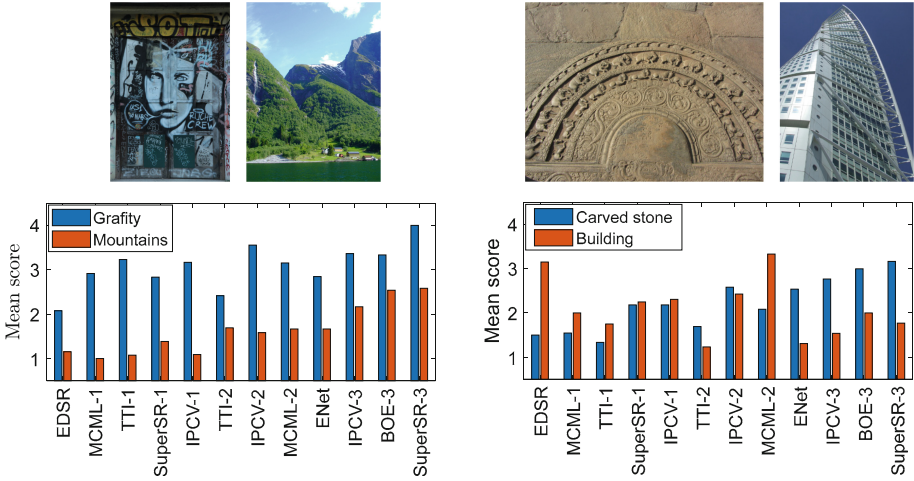 ROCHE
CREW
4
3
2
1
Mean score
Grafity
Mountains
EDSR
MCML-1
TTI-1
SuperSR-1
IPCV-1
TTI-2
IPCV-2
MCML-2
ENet
IPCV-3
BOE-3
SuperSR-3
4
3
2
1
Mean score
Carved stone
Building
EDSR
MCML-1
TTI-1
SuperSR-1
IPCV-1
TTI-2
IPCV-2
MCML-2
ENet
IPCV-3
BOE-3
SuperSR-3